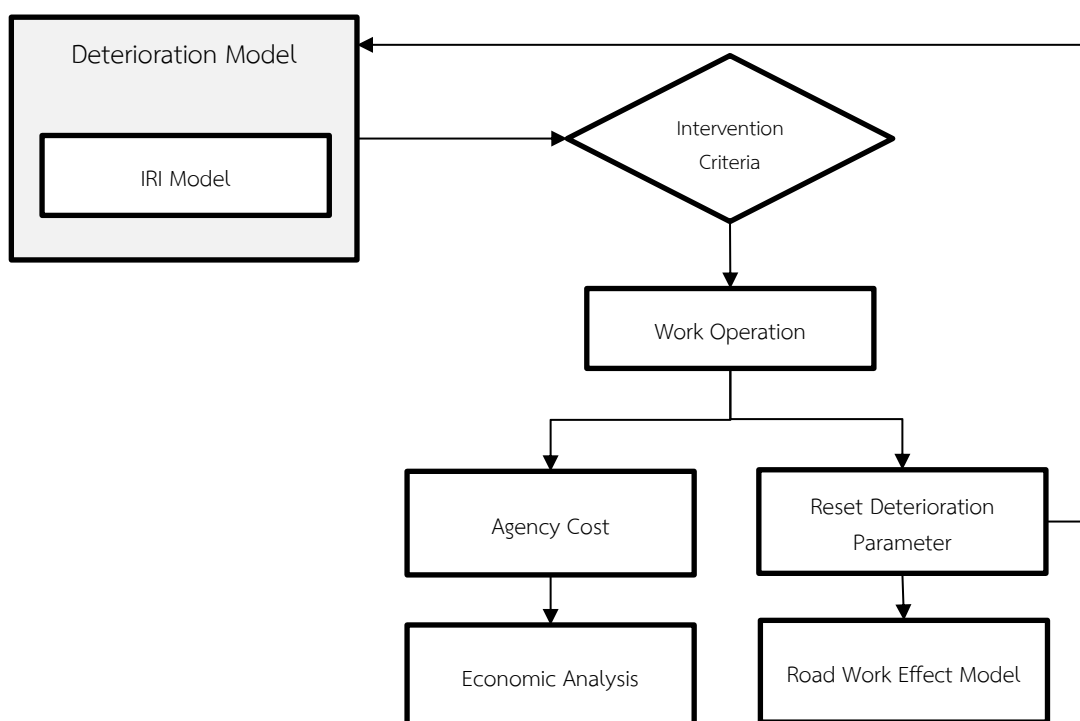 Deterioration Model
IRI Model
Intervention
Criteria
Work Operation
Agency Cost
Reset Deterioration
Parameter
Economic Analysis
Road Work Effect Model